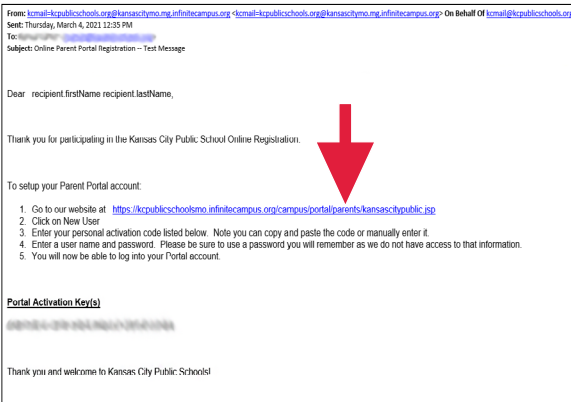 From: kcmail=kcpublicschools.org@kansascitymo.mg.infinitecampus.org <kcmail=kcpublicschools.org@kansascitymo.mg.infinitecampus.org> On Behalf Of kcmail@kcpublicschools.org
Sent: Thursday, March 4, 2021 12:35 PM
To:
Subject: Online Parent Portal Registration -- Test Message
Dear recipient.firstName recipient.lastName,
Thank you for participating in the Kansas City Public School Online Registration.
To setup your Parent Portal account:
1. Go to our website at https://kcpublicschoolsmo.infinitecampus.org/campus/portal/parents/kansascitypublic.jsp
2. Click on New User
3. Enter your personal activation code listed below. Note you can copy and paste the code or manually enter it.
4. Enter a user name and password. Please be sure to use a password you will remember as we do not have access to that information.
5. You will now be able to log into your Portal account.
Portal Activation Key(s)
Thank you and welcome to Kansas City Public Schools!